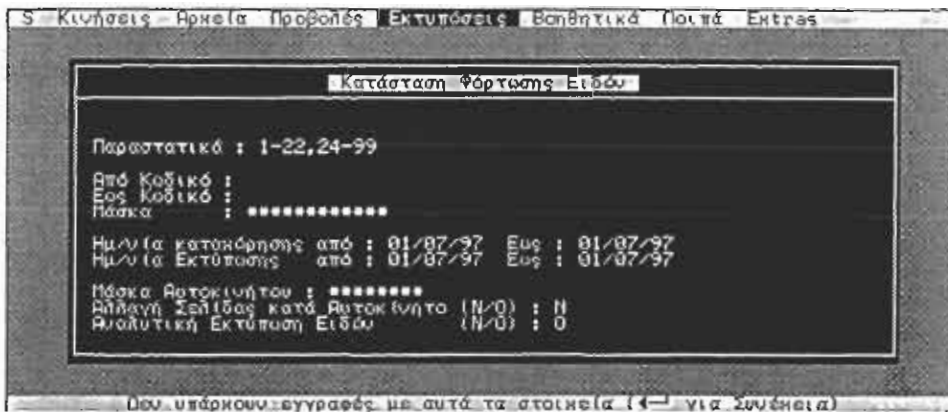 S Κινήσεις Αρχεία Προβολές Εκτυπώσεις Βοηθητικά Λοιπά Extras
Κατάσταση Φόρτωσης Ειδών
Παραστατικά : 1-22,24-99
Από Κωδικό :
Εος Κωδικό :
Μάσκα : ************
Ημ/νία καταχώρησης από : 01/07/97 Εως : 01/07/97
Ημ/νία Εκτύπωσης από : 01/07/97 Εως : 01/07/97
Μάσκα Αυτοκινήτου : ********
Αλλαγή Σελίδας κατά Αυτοκίνητο (Ν/Ο) : Ν
Αναλυτική Εκτύπωση Ειδών (Ν/Ο) : Ο
Δεν υπάρχουν εγγραφές με αυτά τα στοιχεία (↵ για Συνέχεια)